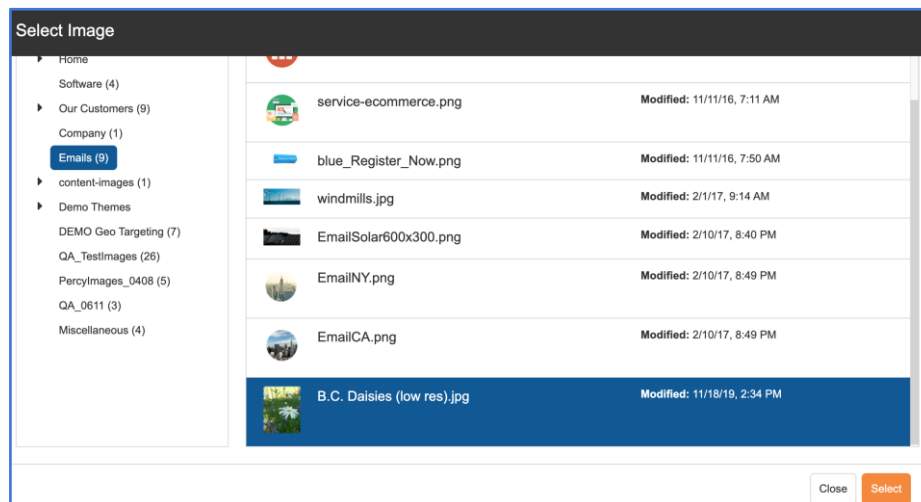 Select Image
Home
Software (4)
Our Customers (9)
Company (1)
Emails (9)
content-images (1)
Demo Themes
DEMO Geo Targeting (7)
QA_TestImages (26)
PercyImages_0408 (5)
QA_0611 (3)
Miscellaneous (4)
service-ecommerce.png Modified: 11/11/16, 7:11 AM
blue_Register_Now.png Modified: 11/11/16, 7:50 AM
windmills.jpg Modified: 2/1/17, 9:14 AM
EmailSolar600x300.png Modified: 2/10/17, 8:40 PM
EmailNY.png Modified: 2/10/17, 8:49 PM
EmailCA.png Modified: 2/10/17, 8:49 PM
B.C. Daisies (low res).jpg Modified: 11/18/19, 2:34 PM
Close Select